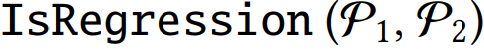 IsRegression (𝒫₁, 𝒫₂)